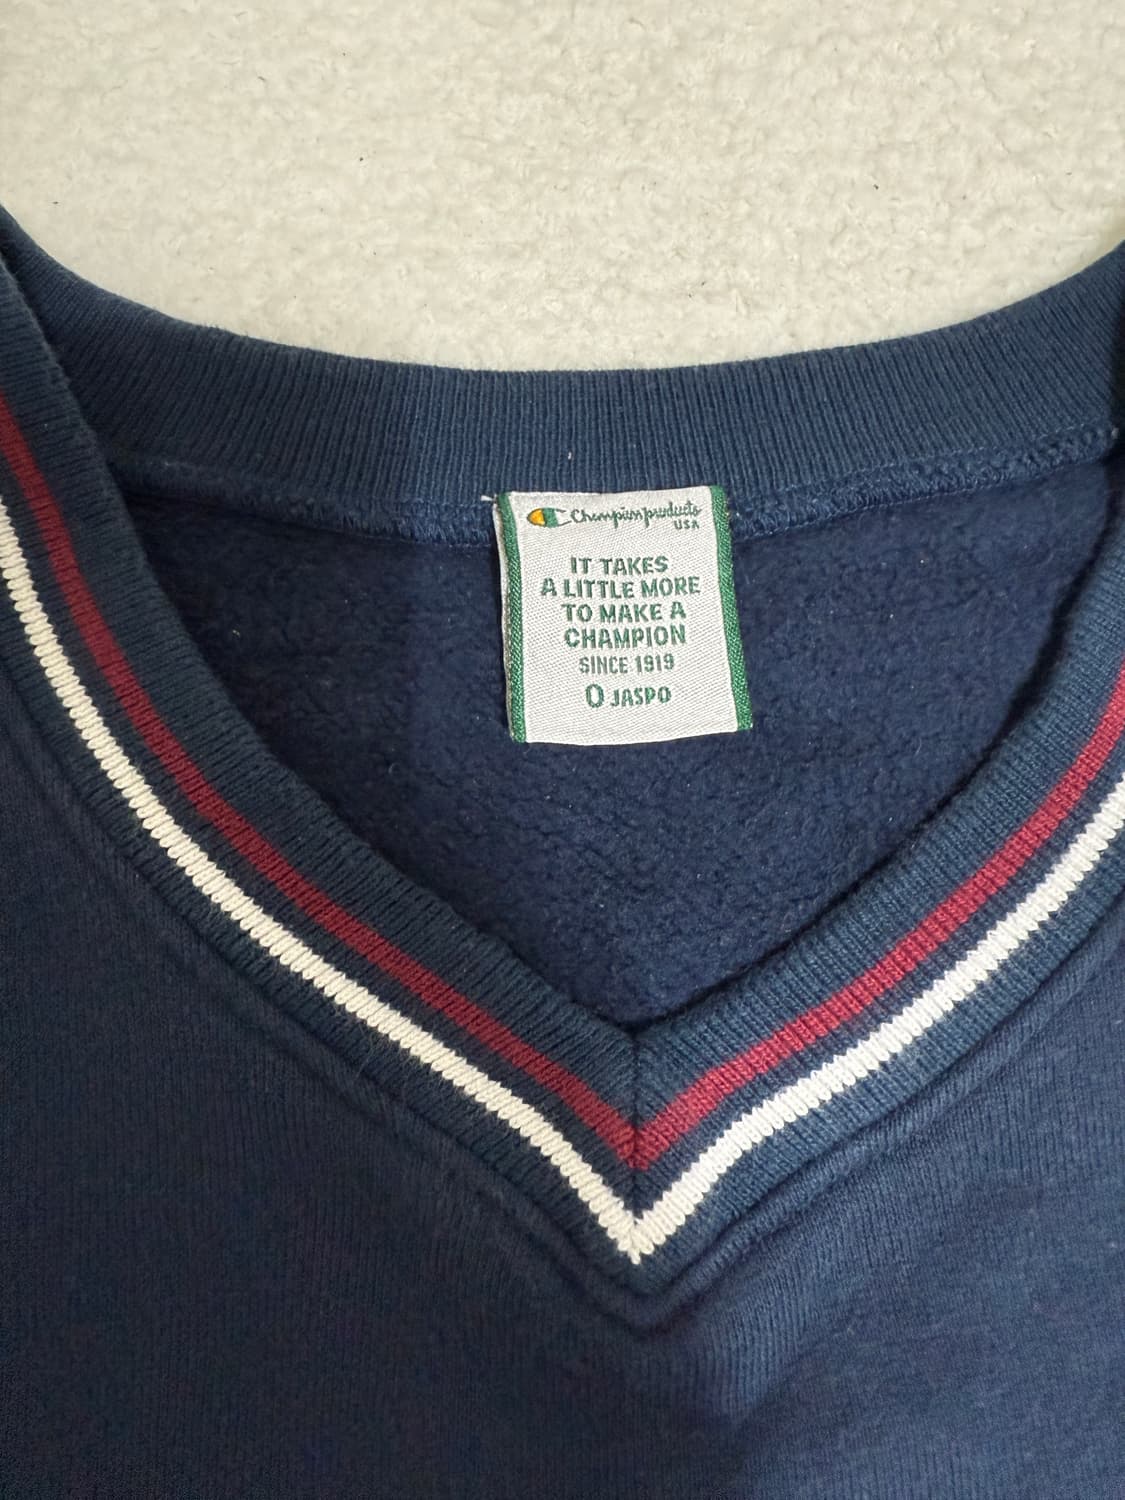 Champion products
USA
IT TAKES
A LITTLE MORE
TO MAKE A
CHAMPION
SINCE 1919
O JASPO